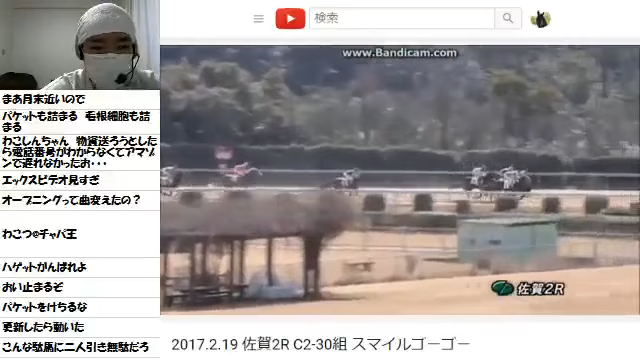 検索
www.Bandicam.com
まあ月末近いので
パケットも詰まる 毛根細胞も詰
まる
わこしんちゃん 物資送ろうとした
ら電話番号がわからなくてアマゾ
ンで送れなかったお・・・
エックスビデオ見すぎ
オープニングって曲変えたの？
わこつ@チャバ王
ハゲットがんばれよ
おい止まるぞ
パケットをけちるな
更新したら動いた
こんな駄馬に二人引き無駄だろ
佐賀2R
2017.2.19 佐賀2R C2-30組 スマイルゴーゴー